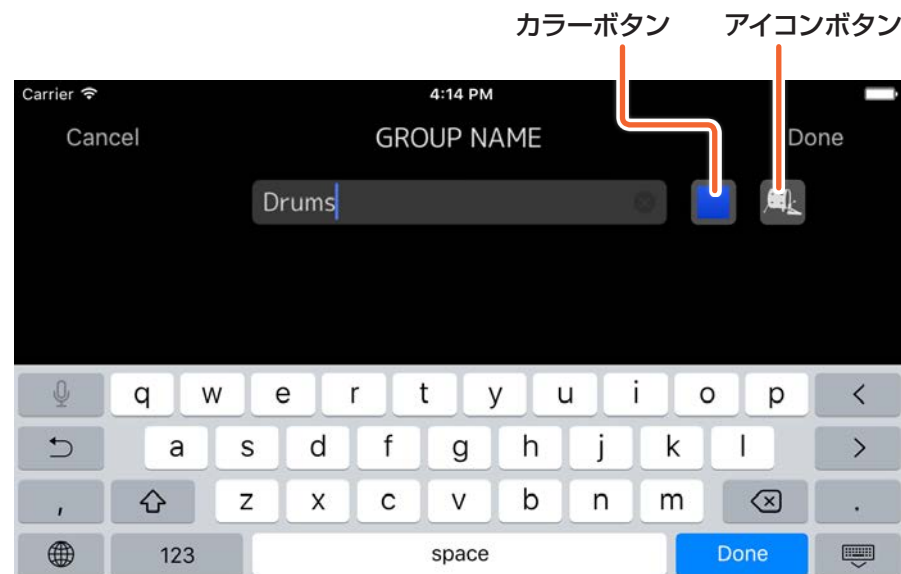 カラーボタン アイコンボタン
Carrier 4:14 PM
Cancel GROUP NAME Done
Drums
q w e r t y u i o p <
a s d f g h j k l >
, z x c v b n m .
123 space Done